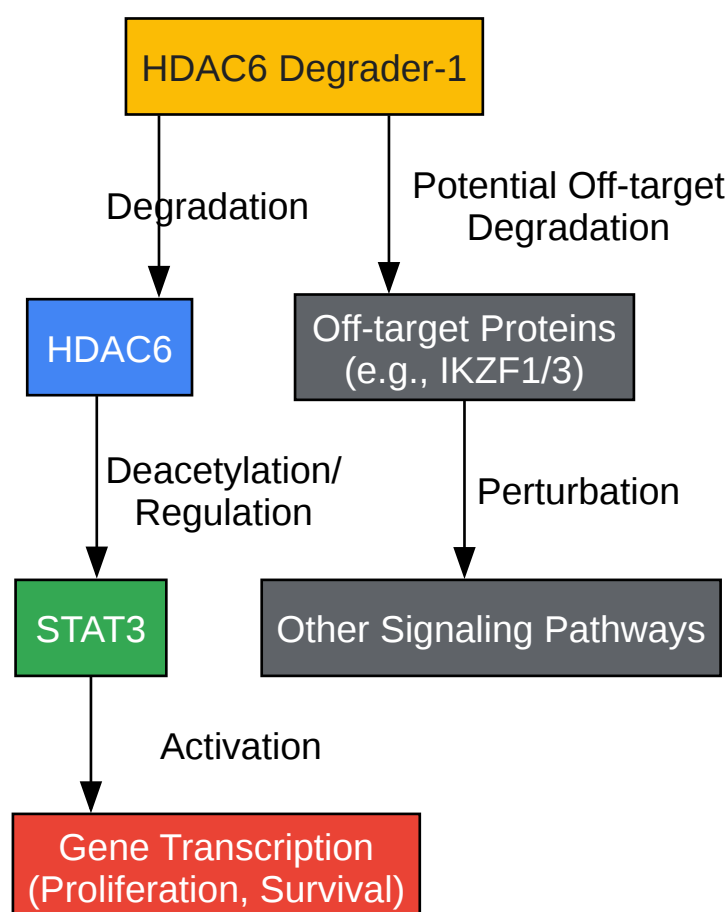 HDAC6 Degrader-1
Degradation
Potential Off-target
Degradation
HDAC6
Off-target Proteins
(e.g., IKZF1/3)
Deacetylation/
Regulation
Perturbation
STAT3
Other Signaling Pathways
Activation
Gene Transcription
(Proliferation, Survival)